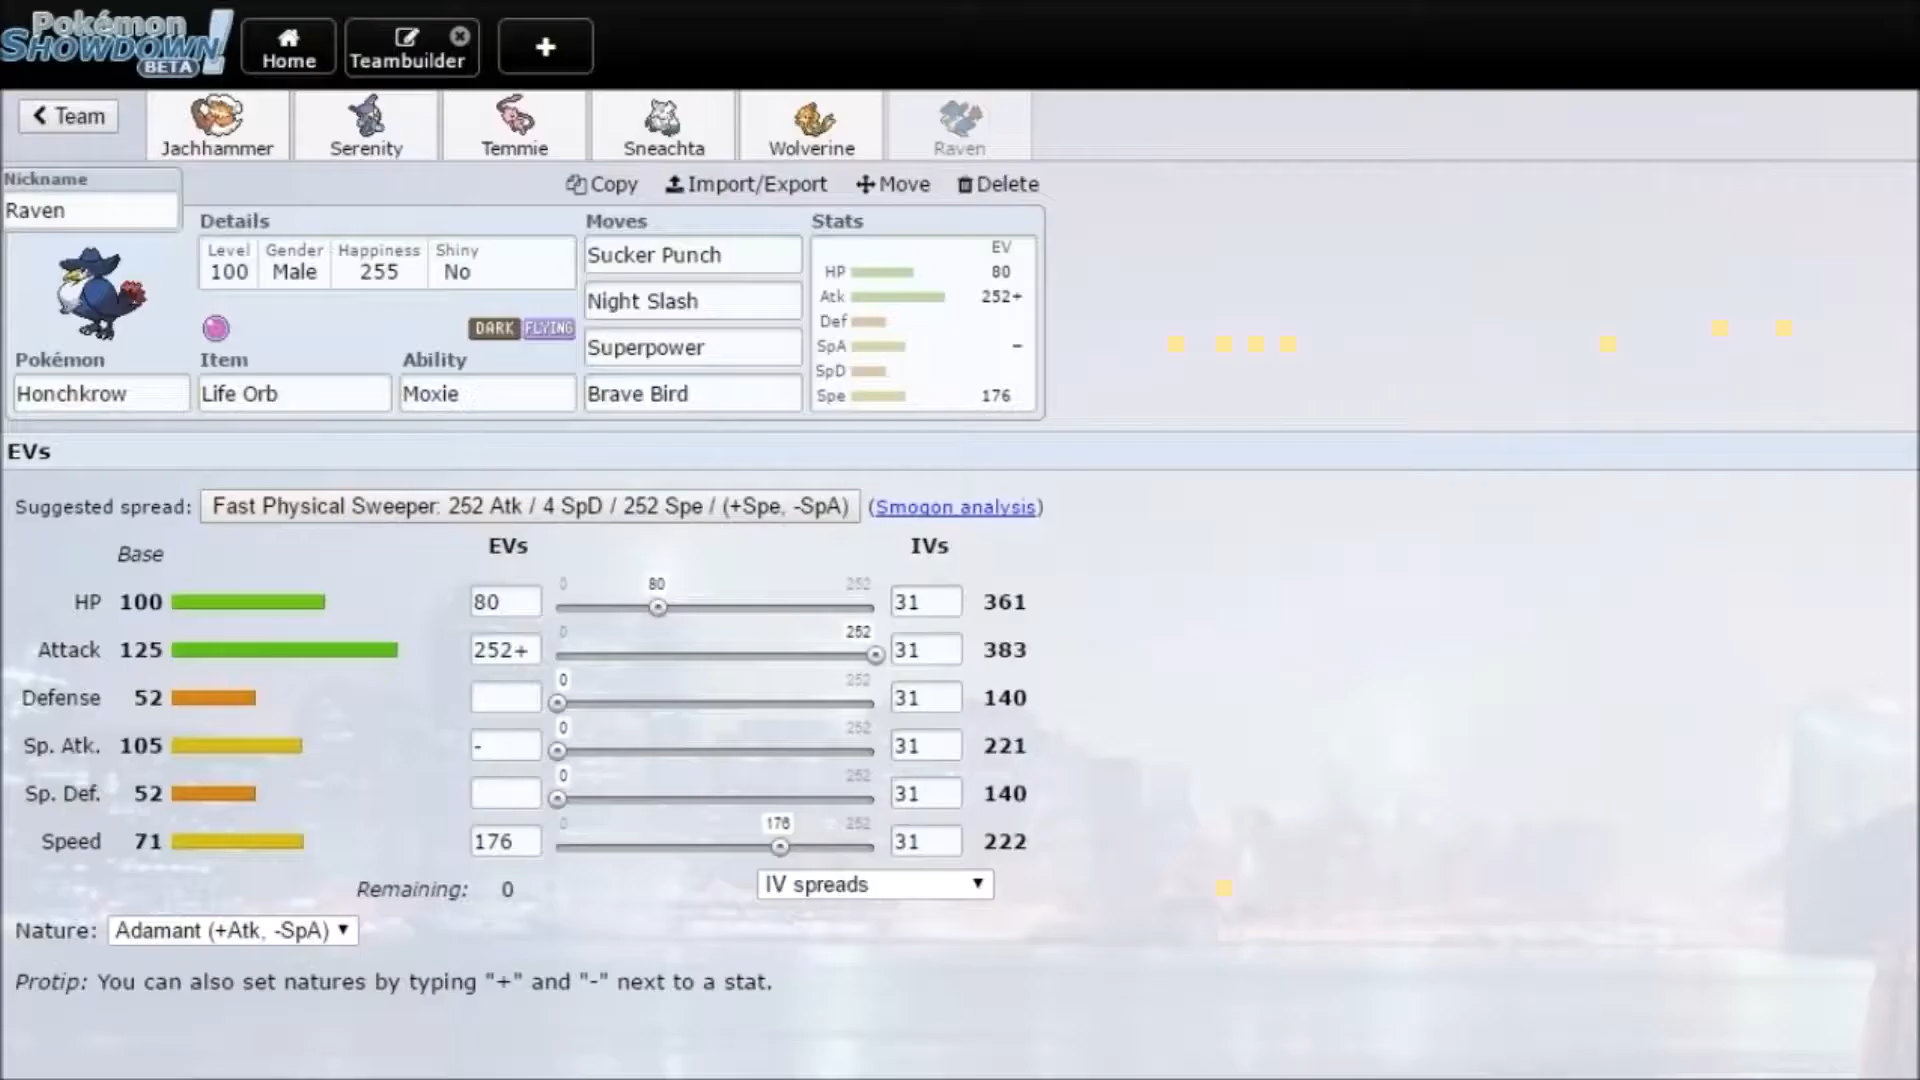 Pokémon
SHOWDOWN!
BETA
Home
Teambuilder
+
Team
Jachhammer
Serenity
Temmie
Sneachta
Wolverine
Raven
Nickname
Raven
Copy
Import/Export
Move
Delete
Details
Level
Gender
Happiness
Shiny
100
Male
255
No
DARK
FLYING
Pokémon
Item
Ability
Honchkrow
Life Orb
Moxie
Moves
Sucker Punch
Night Slash
Superpower
Brave Bird
Stats
EV
HP 80
Atk 252+
Def
SpA –
SpD
Spe 176
EVs
Suggested spread: Fast Physical Sweeper: 252 Atk / 4 SpD / 252 Spe / (+Spe, -SpA) (Smogon analysis)
Base EVs IVs
0 80 252
HP 100 80 31 361
0 252
Attack 125 252+ 31 383
0 252
Defense 52 31 140
0 252
Sp. Atk. 105 - 31 221
0 252
Sp. Def. 52 31 140
0 176 252
Speed 71 176 31 222
Remaining: 0 IV spreads
Nature: Adamant (+Atk, -SpA)
Protip: You can also set natures by typing "+" and "-" next to a stat.